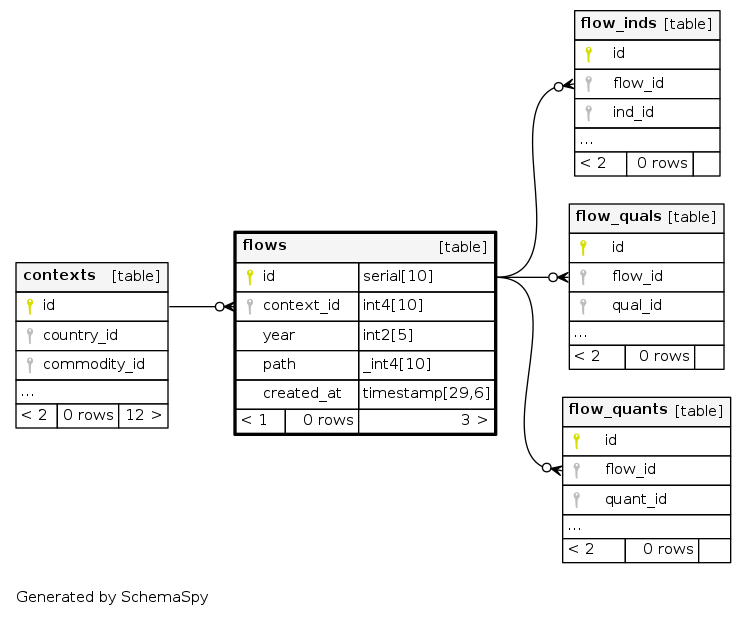 flow_inds [table]
id
flow_id
ind_id
...
< 2 0 rows
flow_quals [table]
id
flow_id
qual_id
...
< 2 0 rows
flows [table]
id serial[10]
context_id int4[10]
year int2[5]
path _int4[10]
created_at timestamp[29,6]
< 1 0 rows 3 >
contexts [table]
id
country_id
commodity_id
...
< 2 0 rows 12 >
flow_quants [table]
id
flow_id
quant_id
...
< 2 0 rows
Generated by SchemaSpy